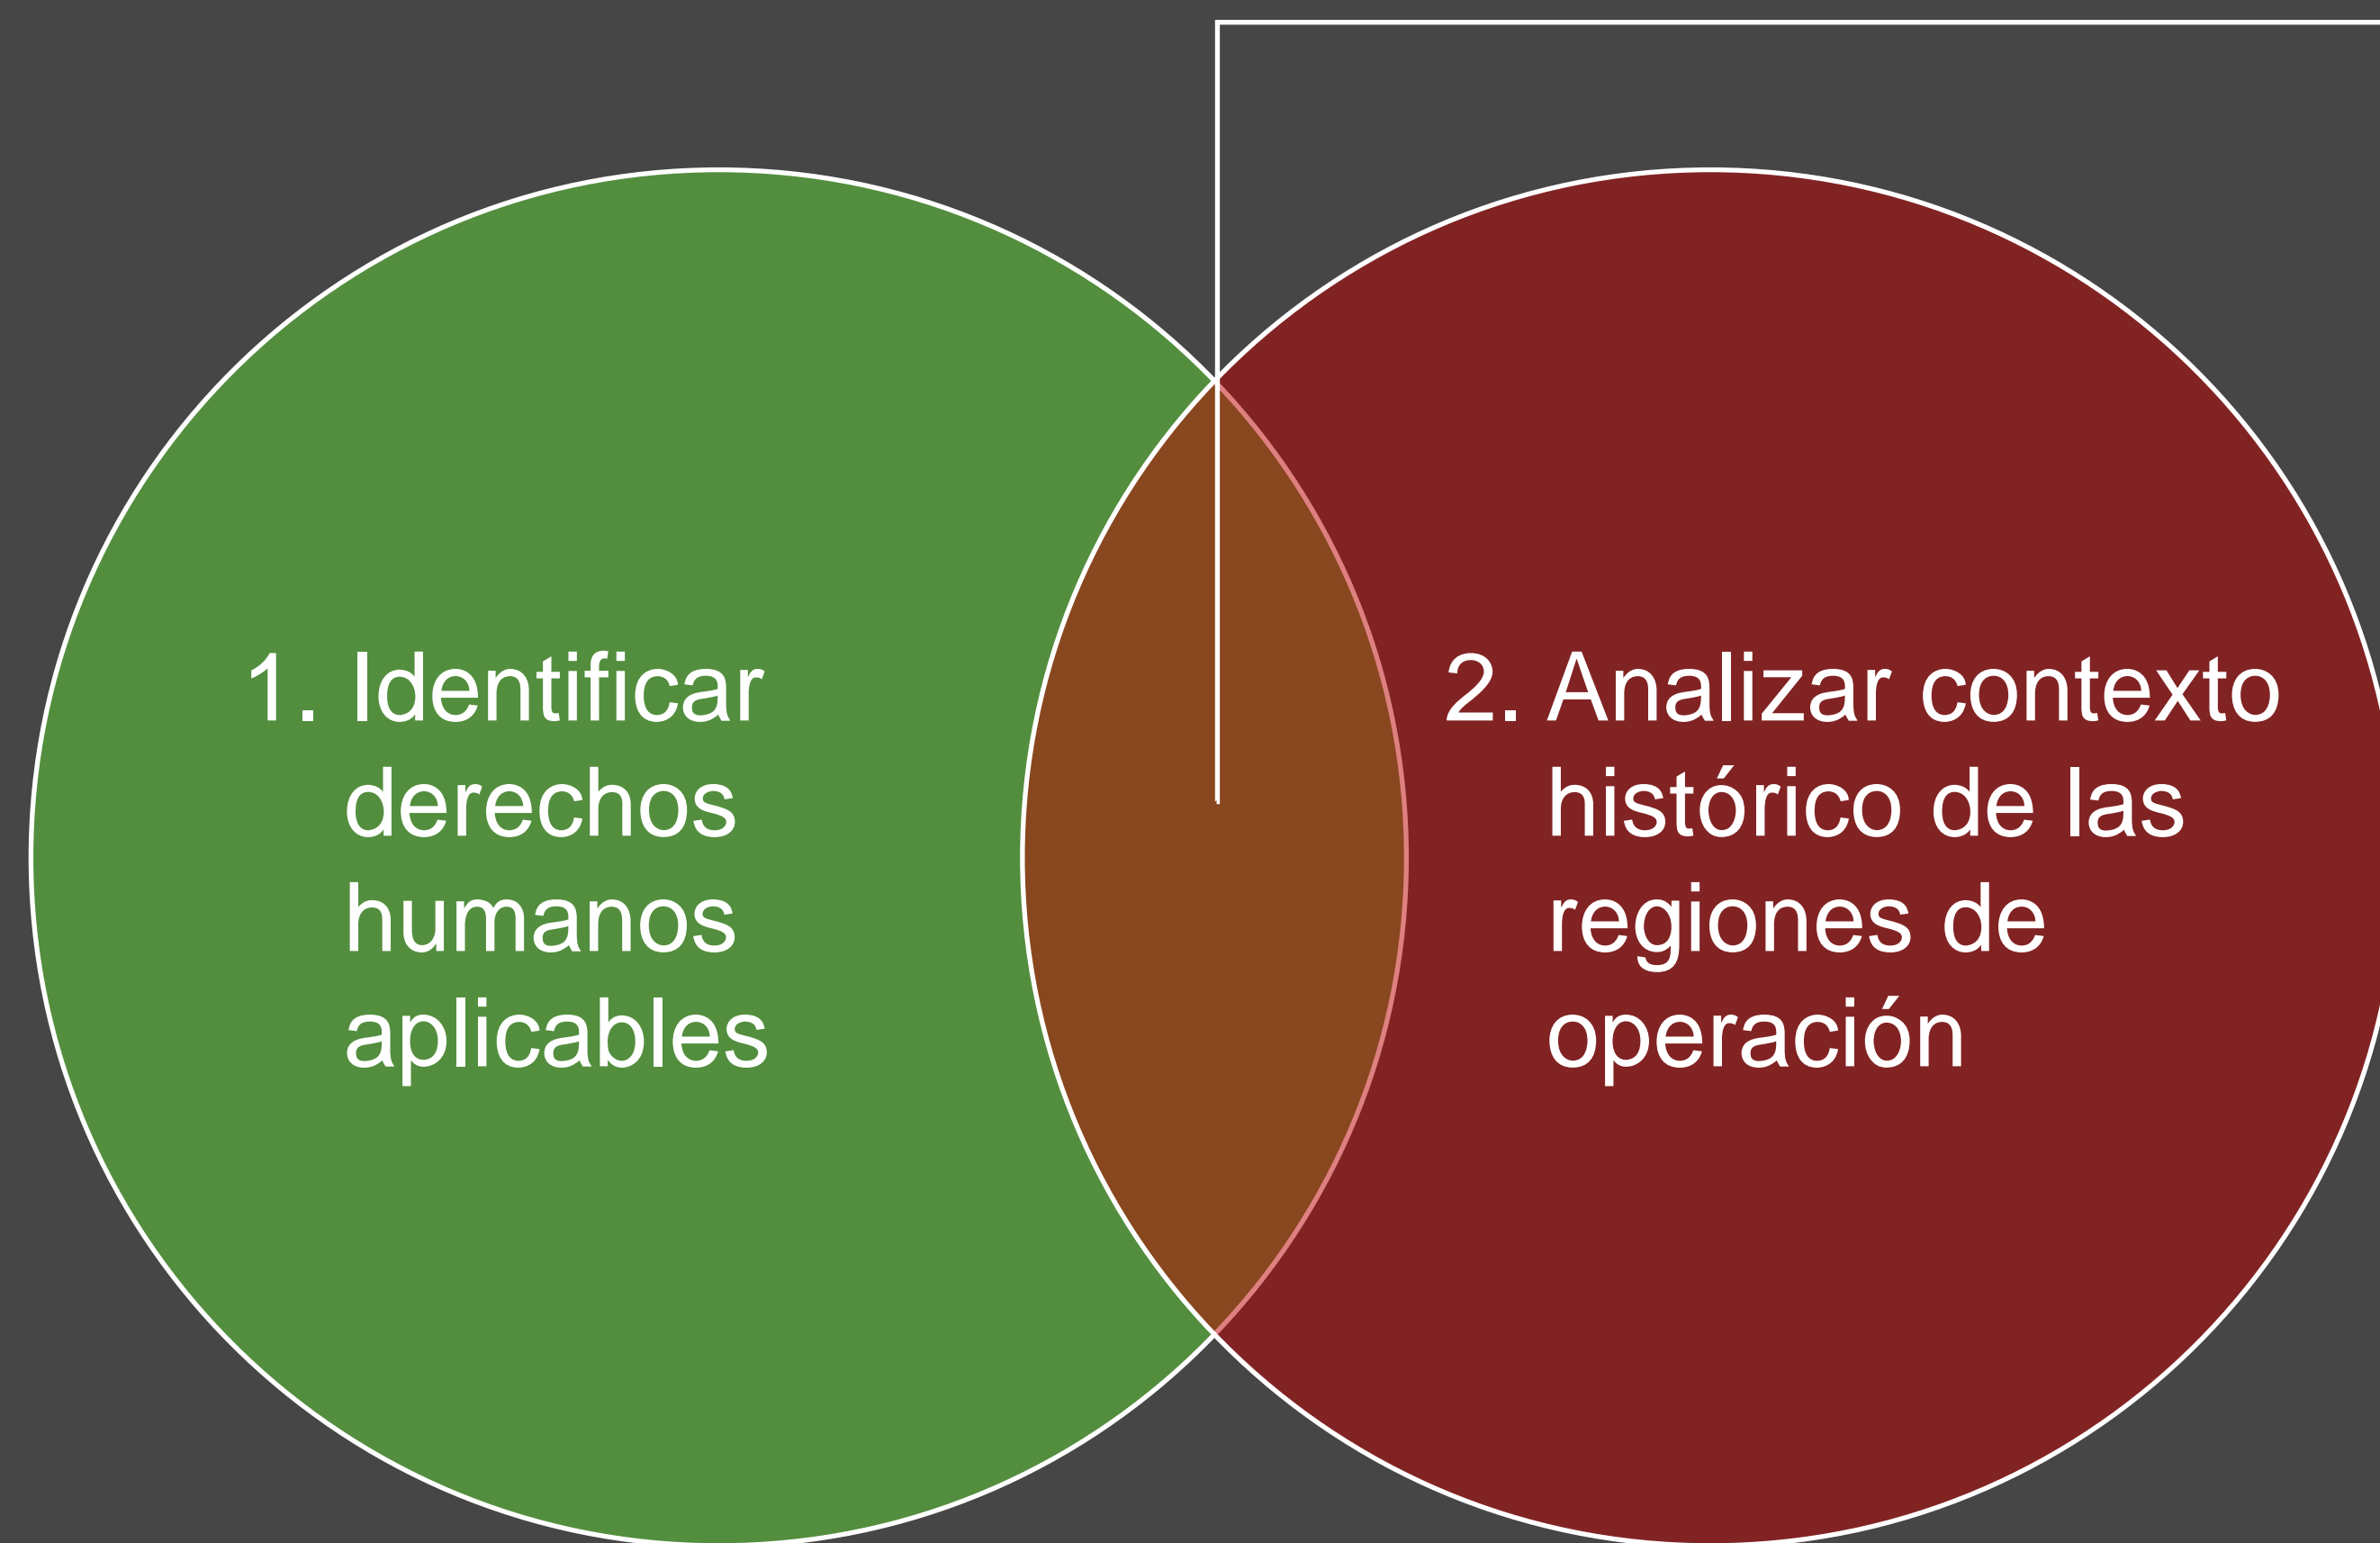 1. Identificar
derechos
humanos
aplicables
2. Analizar contexto
histórico de las
regiones de
operación